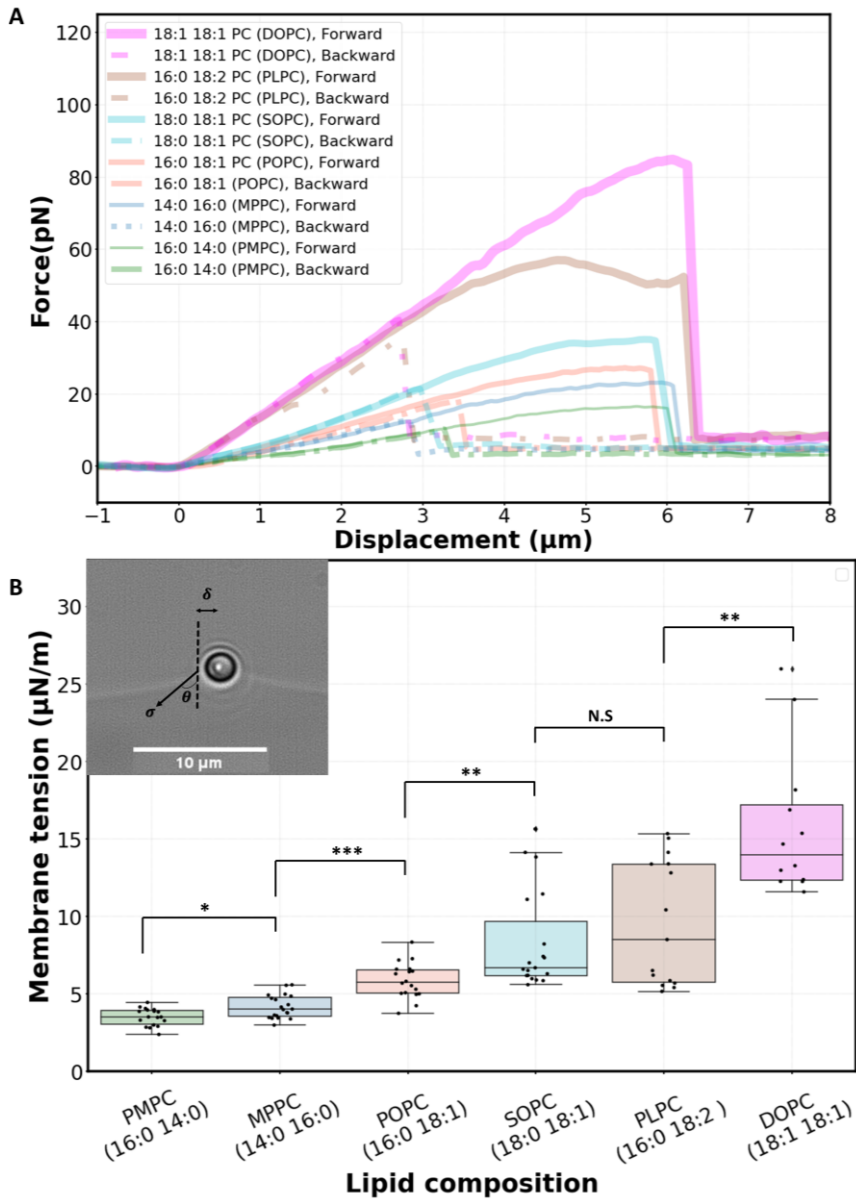 A
120
100
80
60
40
20
0
Force(pN)
18:1 18:1 PC (DOPC), Forward
18:1 18:1 PC (DOPC), Backward
16:0 18:2 PC (PLPC), Forward
16:0 18:2 PC (PLPC), Backward
18:0 18:1 PC (SOPC), Forward
18:0 18:1 PC (SOPC), Backward
16:0 18:1 PC (POPC), Forward
16:0 18:1 (POPC), Backward
14:0 16:0 (MPPC), Forward
14:0 16:0 (MPPC), Backward
16:0 14:0 (PMPC), Forward
16:0 14:0 (PMPC), Backward
−1 0 1 2 3 4 5 6 7 8
Displacement (μm)
B
30
25
20
15
10
5
0
Membrane tension (μN/m)
δ
θ
σ
10 μm
*
***
**
N.S
**
PMPC
(16:0 14:0)
MPPC
(14:0 16:0)
POPC
(16:0 18:1)
SOPC
(18:0 18:1)
PLPC
(16:0 18:2 )
DOPC
(18:1 18:1)
Lipid composition